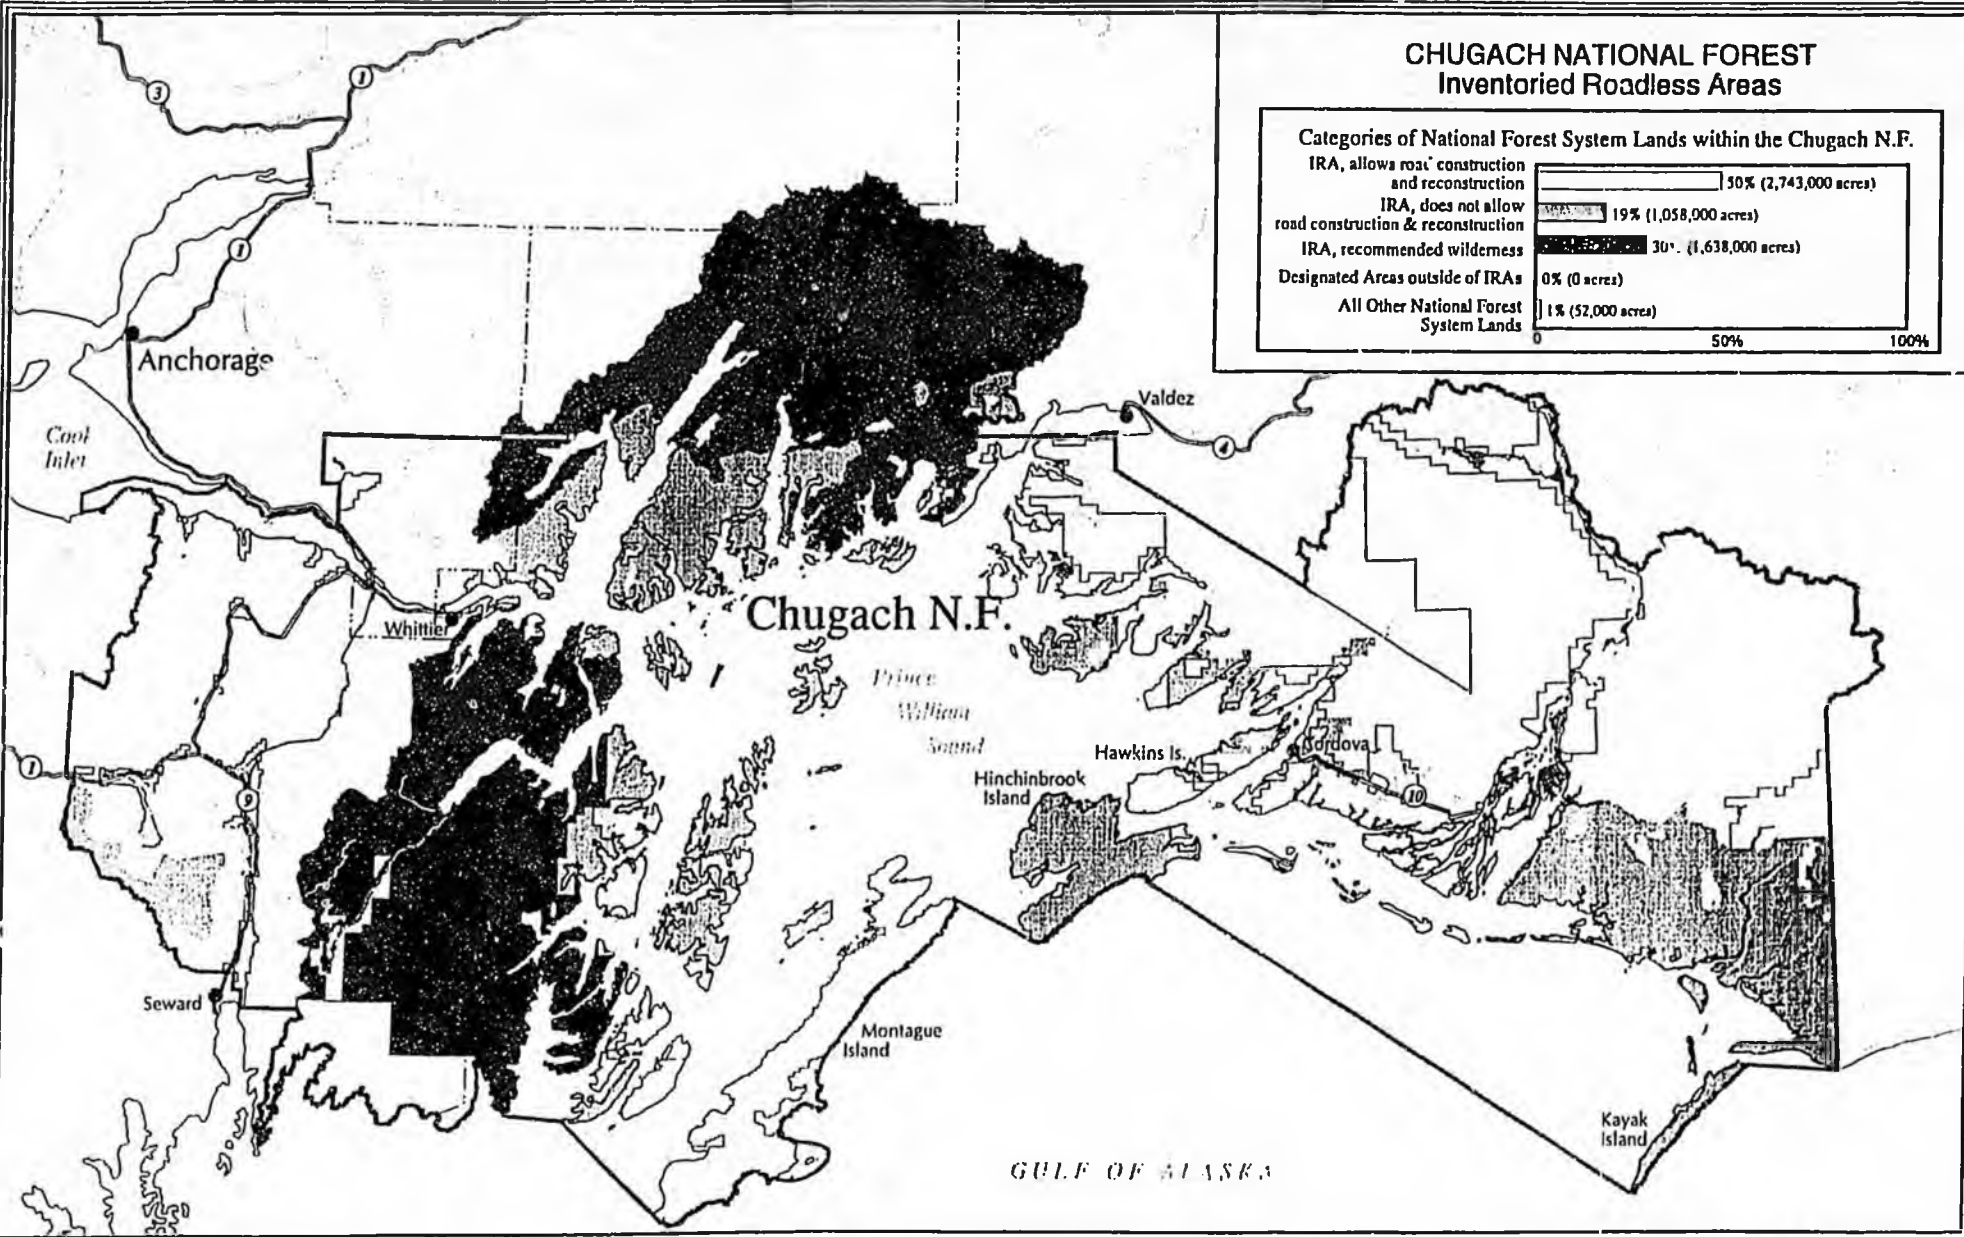 CHUGACH NATIONAL FOREST
Inventoried Roadless Areas
Categories of National Forest System Lands within the Chugach N.F.
IRA, allows road construction
and reconstruction
50% (2,743,000 acres)
IRA, does not allow
road construction & reconstruction
19% (1,058,000 acres)
IRA, recommended wilderness
30%. (1,638,000 acres)
Designated Areas outside of IRAs
0% (0 acres)
All Other National Forest
System Lands
1% (52,000 acres)
0
50%
100%
3
1
1
Anchorage
Cook
Inlet
Valdez
4
Whittier
Chugach N.F.
Prince
William
Sound
Hawkins Is.
Cordova
Hinchinbrook
Island
10
1
9
Seward
Montague
Island
Kayak
Island
GULF OF ALASKA